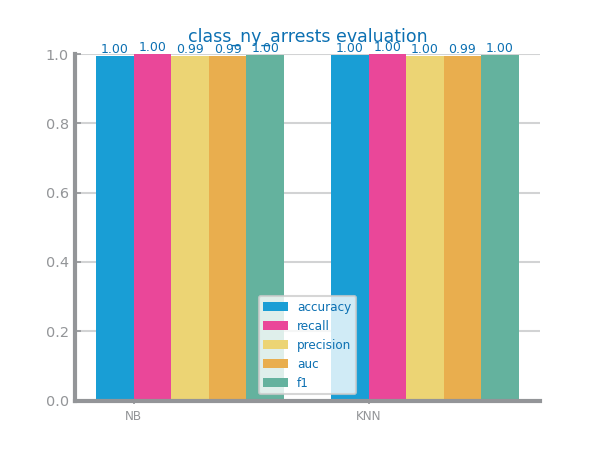 class_ny_arrests evaluation
1.00 1.00 0.99 0.99 1.00 1.00 1.00 1.00 0.99 1.00
1.0
0.8
0.6
0.4
0.2
0.0
accuracy
recall
precision
auc
f1
NB KNN